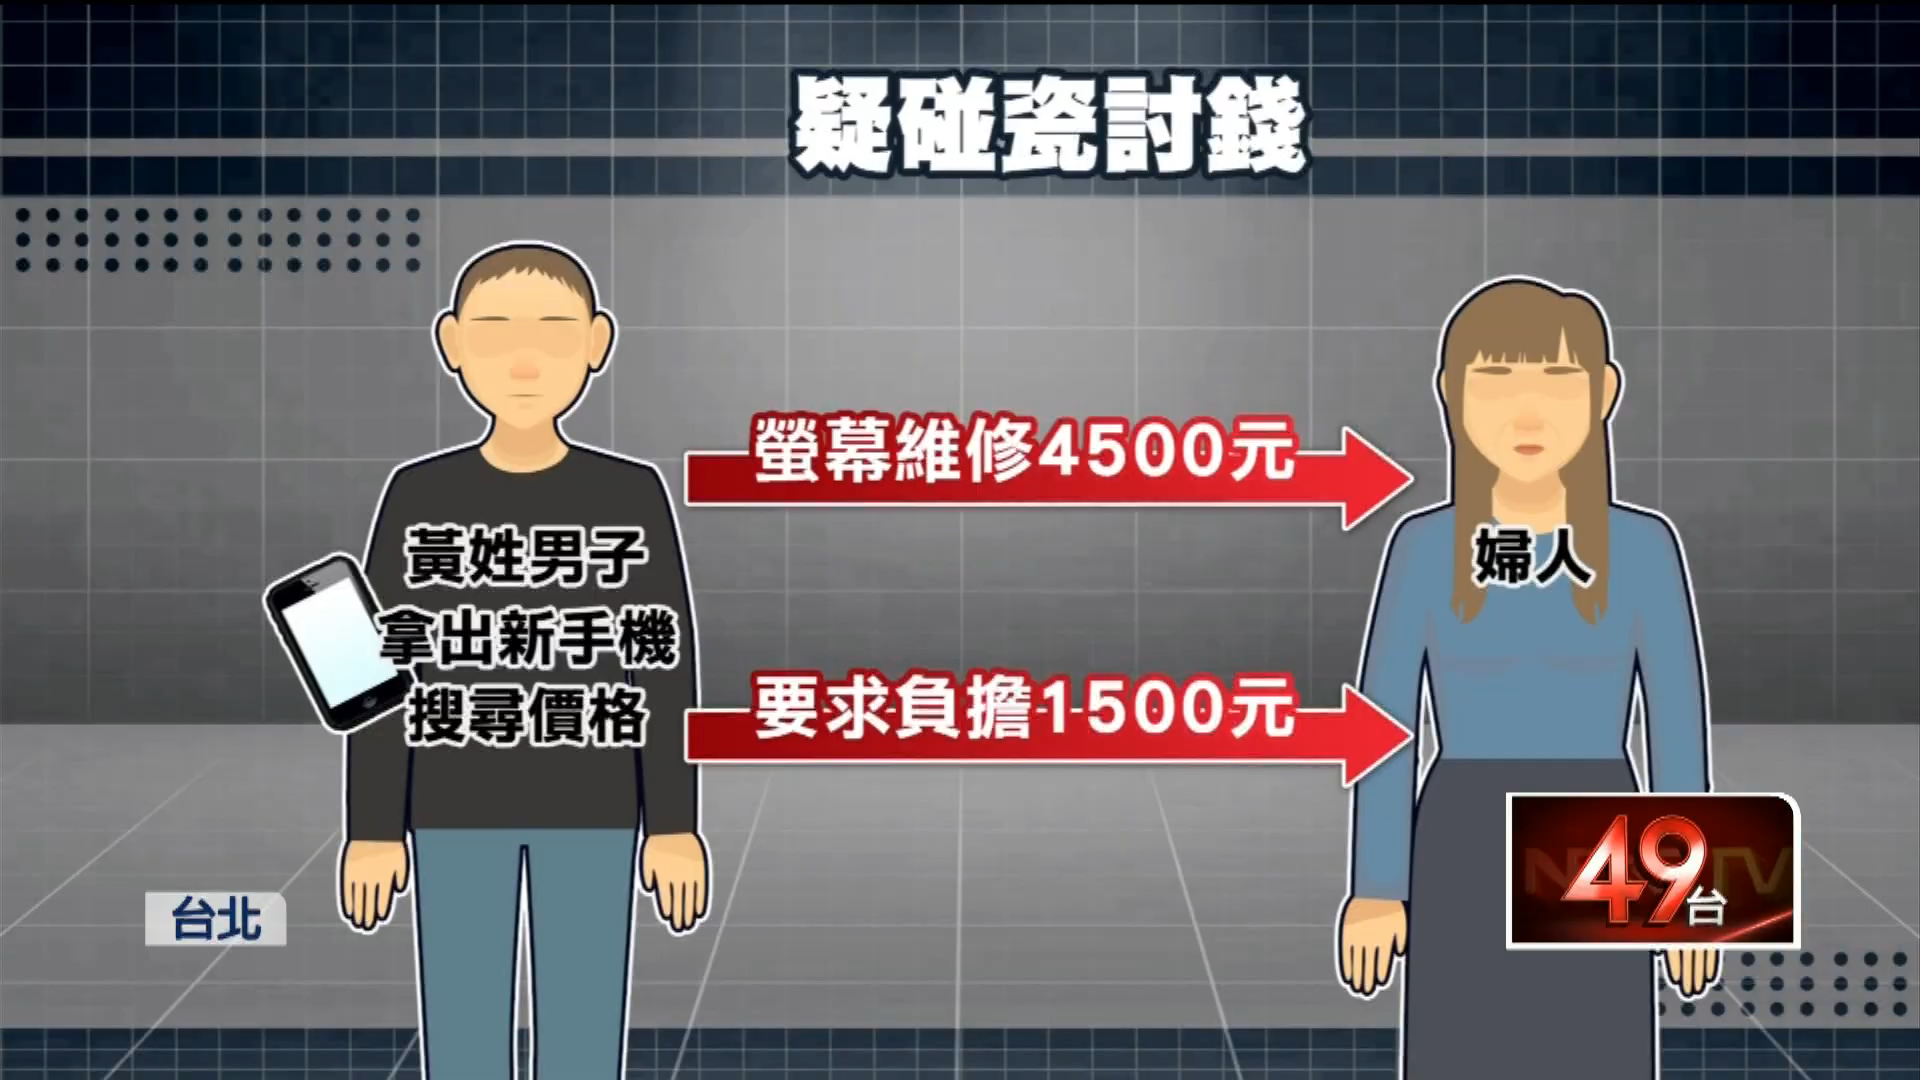 疑碰瓷討錢
螢幕維修4500元
黃姓男子
拿出新手機
搜尋價格
婦人
要求負擔1500元
49台
台北